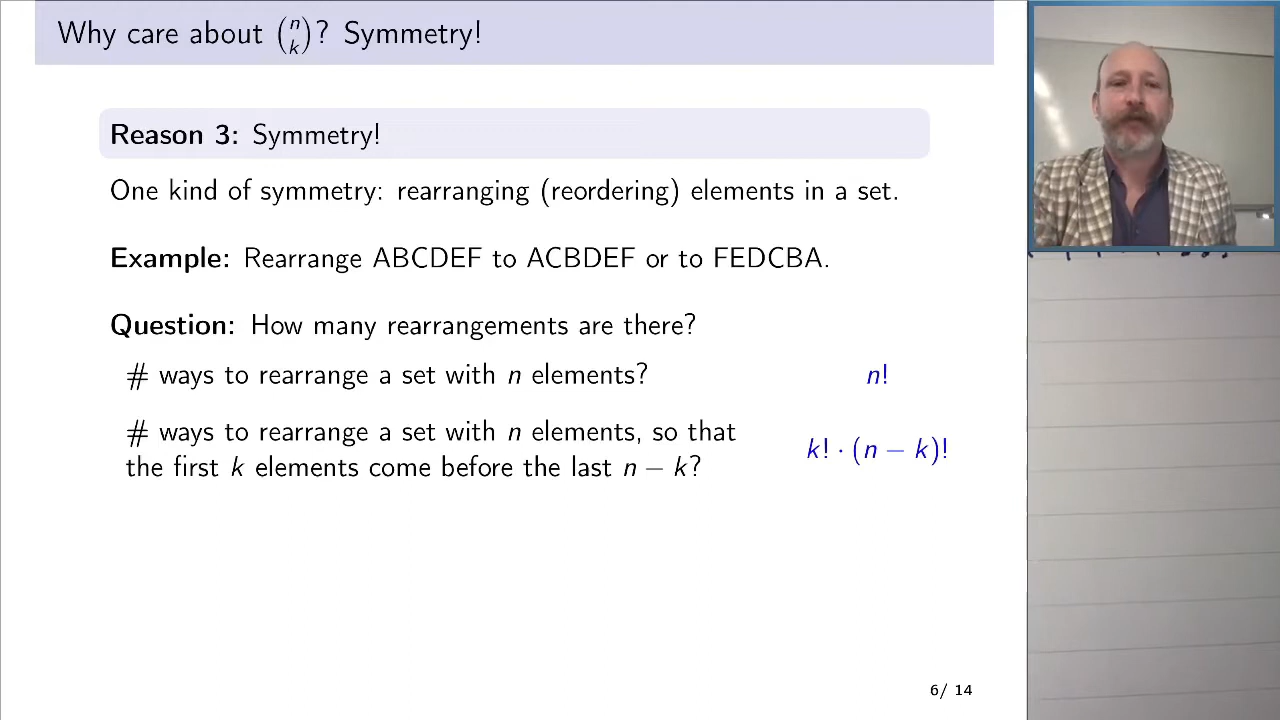 Why care about (n k)? Symmetry!
Reason 3: Symmetry!
One kind of symmetry: rearranging (reordering) elements in a set.
Example: Rearrange ABCDEF to ACBDEF or to FEDCBA.
Question: How many rearrangements are there?
# ways to rearrange a set with n elements? n!
# ways to rearrange a set with n elements, so that
the first k elements come before the last n − k? k! · (n − k)!
6/ 14